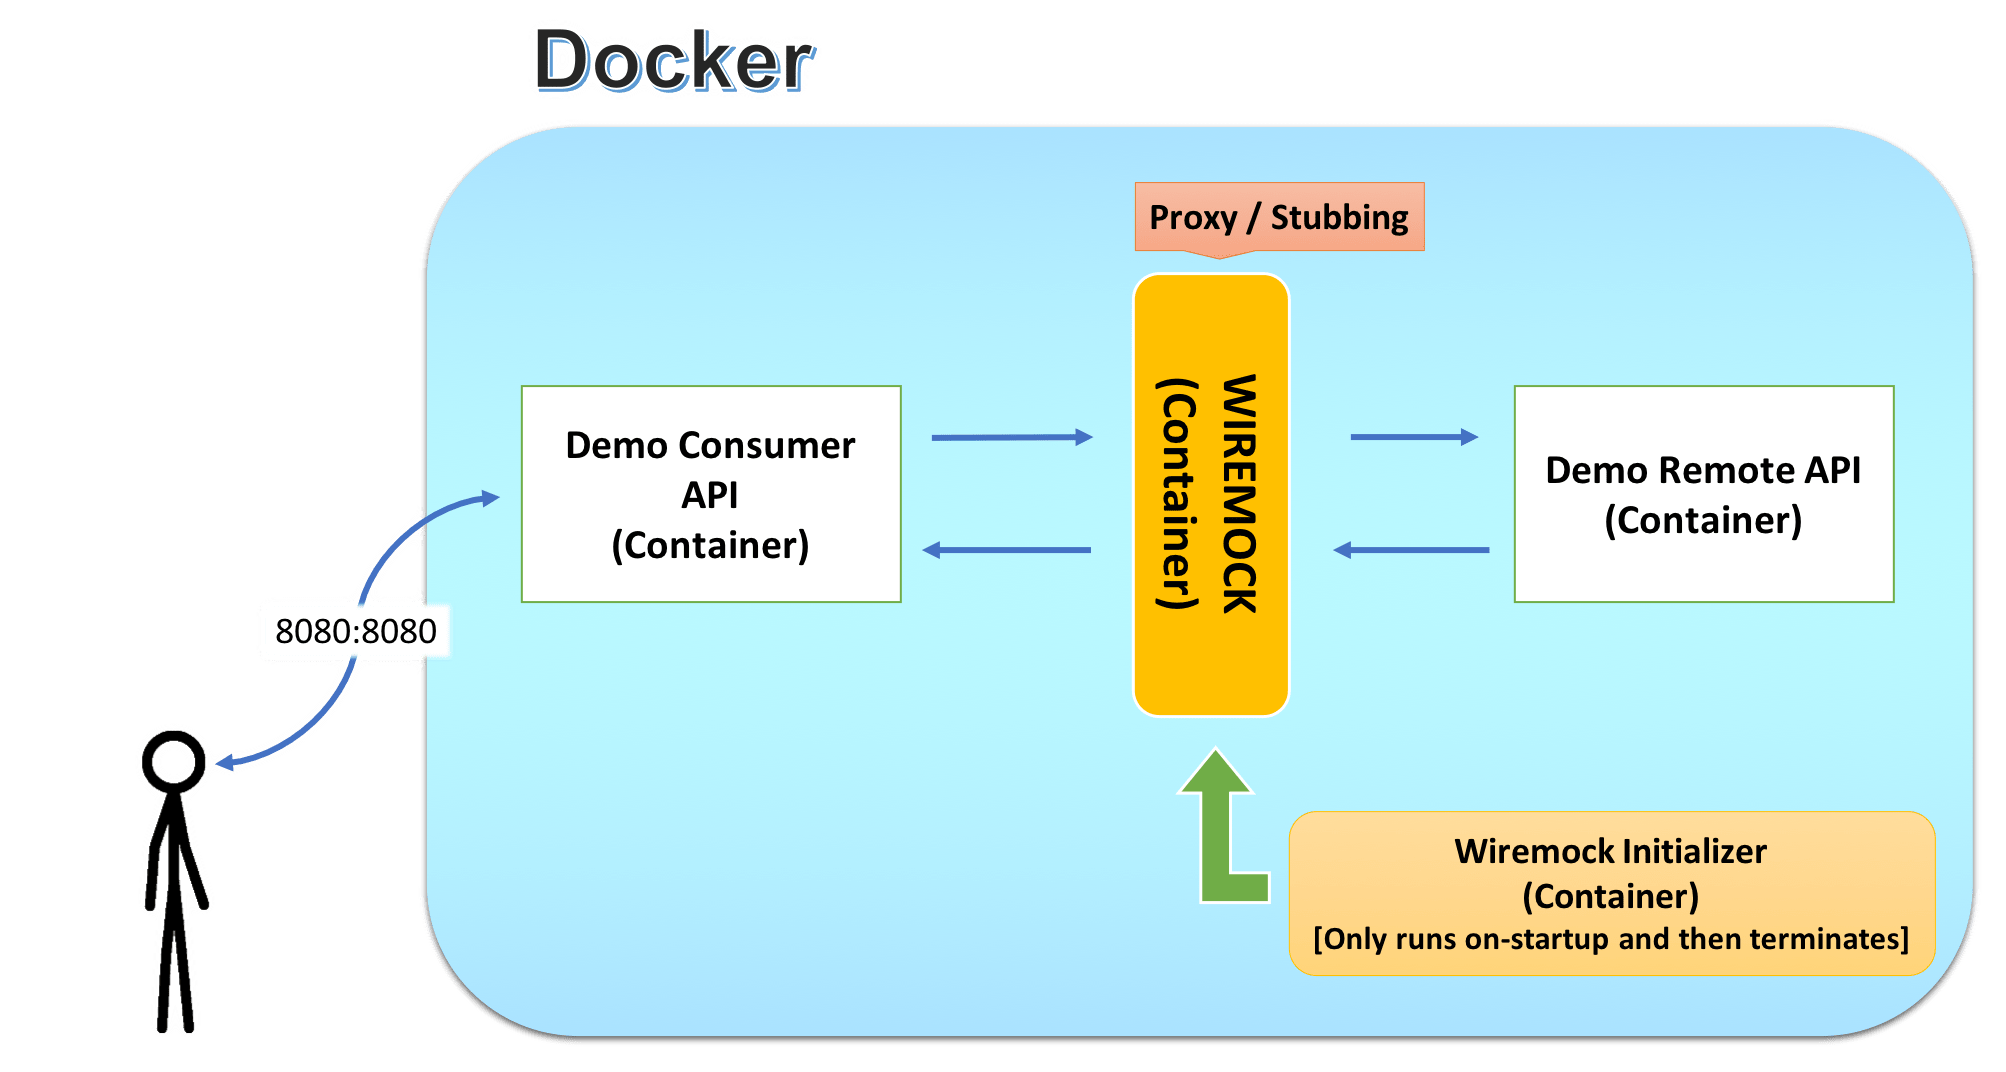 Docker
Proxy / Stubbing
Demo Consumer
API
(Container)
WIREMOCK
(Container)
Demo Remote API
(Container)
8080:8080
Wiremock Initializer
(Container)
[Only runs on-startup and then terminates]